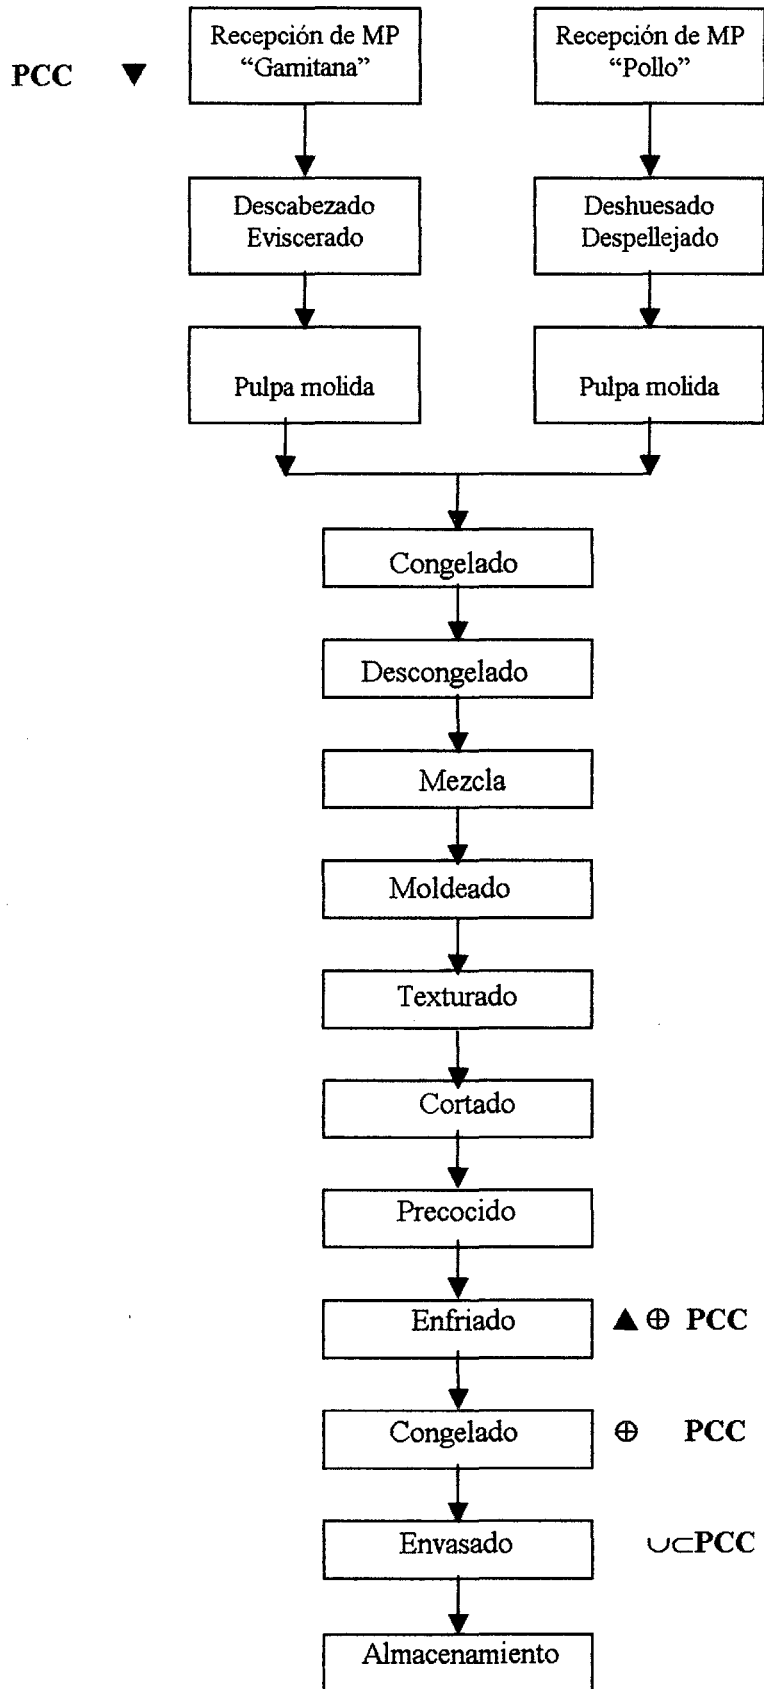 Recepción de MP
“Gamitana”
PCC ▼
Recepción de MP
“Pollo”
Descabezado
Eviscerado
Deshuesado
Despellejado
Pulpa molida
Pulpa molida
Congelado
Descongelado
Mezcla
Moldeado
Texturado
Cortado
Precocido
Enfriado ▲ ⊕ PCC
Congelado ⊕ PCC
Envasado ∪⊂PCC
Almacenamiento